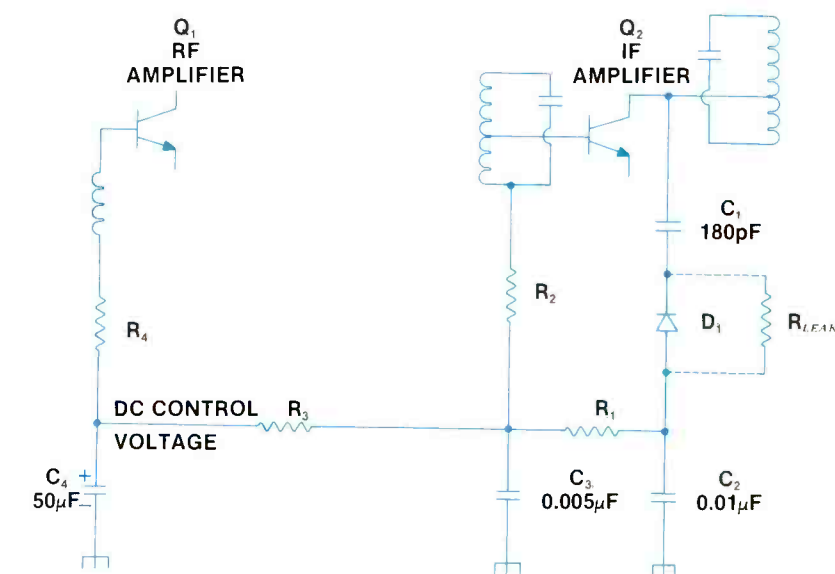 Q₁
RF
AMPLIFIER
Q₂
IF
AMPLIFIER
C₁
180pF
R₂
D₁
R_LEAK
R₄
DC CONTROL
VOLTAGE
R₃
R₁
C₄ +
50μF –
C₃
0.005μF
C₂
0.01μF